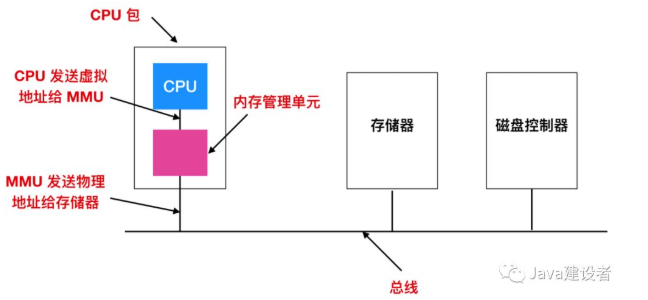 CPU 包
CPU 发送虚拟
地址给 MMU
CPU
内存管理单元
存储器
磁盘控制器
MMU 发送物理
地址给存储器
总线
Java建设者